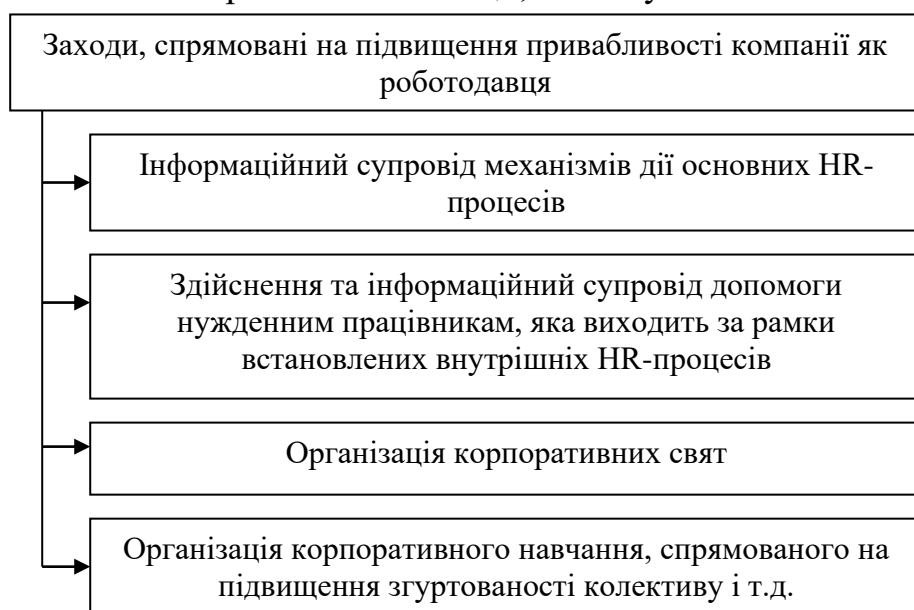 Заходи, спрямовані на підвищення привабливості компанії як
роботодавця
Інформаційний супровід механізмів дії основних HR-
процесів
Здійснення та інформаційний супровід допомоги
нужденним працівникам, яка виходить за рамки
встановлених внутрішніх HR-процесів
Організація корпоративних свят
Організація корпоративного навчання, спрямованого на
підвищення згуртованості колективу і т.д.